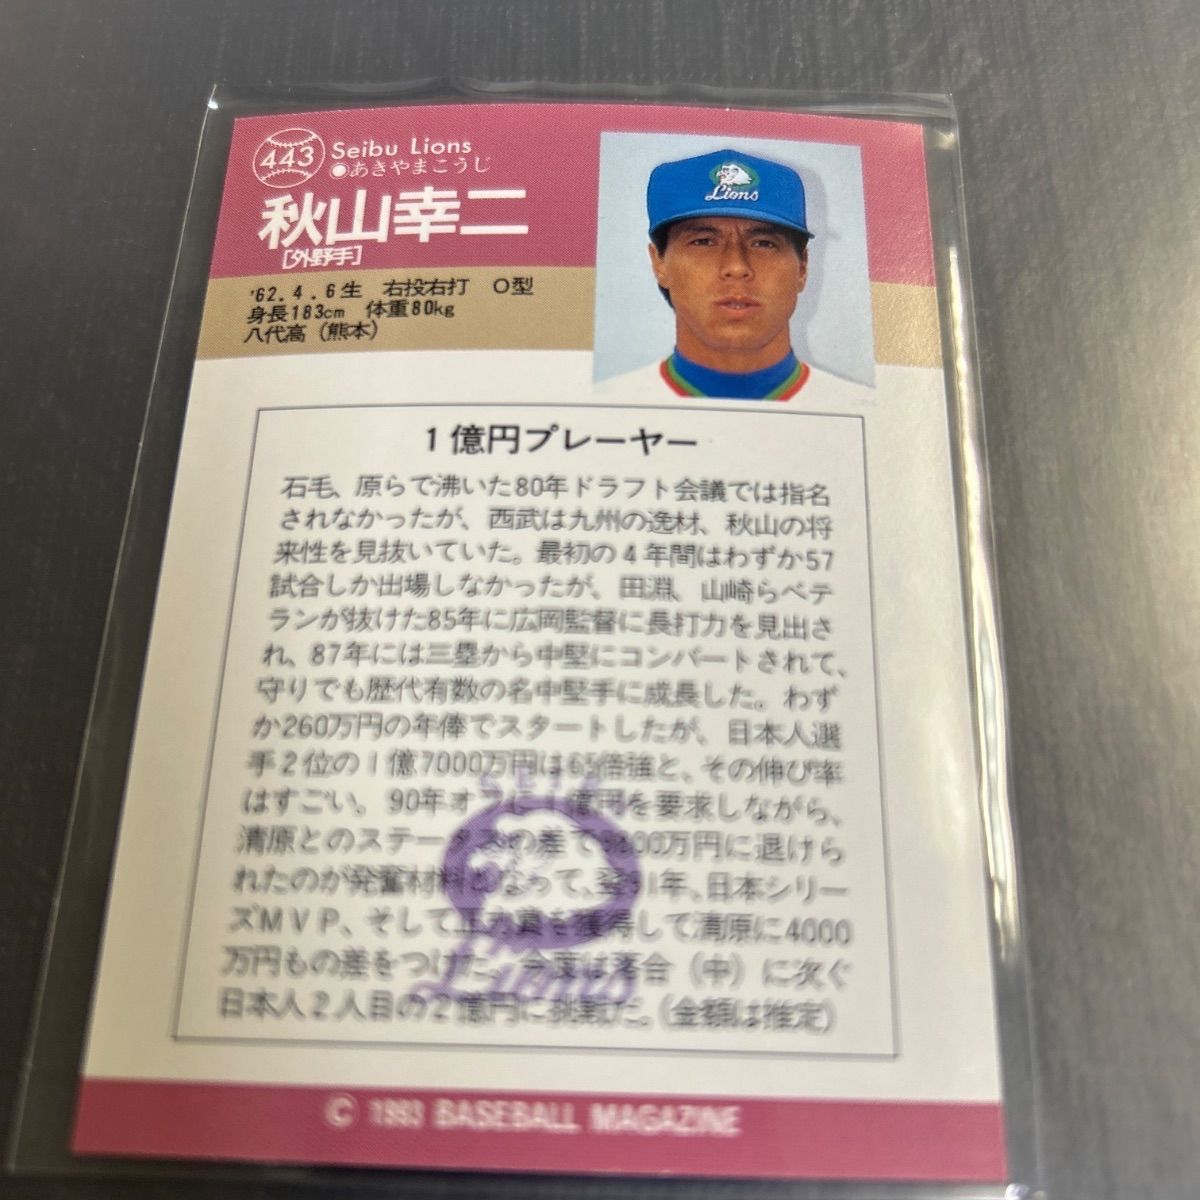 443
Seibu Lions
●あきやまこうじ
秋山幸二
[外野手]
Lions
'62.4.6生 右投右打 O型
身長183cm 体重80kg
八代高(熊本)
1億円プレーヤー
石毛、原らで沸いた80年ドラフト会議では指名
されなかったが、西武は九州の逸材、秋山の将
来性を見抜いていた。最初の4年間はわずか57
試合しか出場しなかったが、田淵、山崎らベテ
ランが抜けた85年に広岡監督に長打力を見出さ
れ、87年には三塁から中堅にコンバートされて、
守りでも歴代有数の名中堅手に成長した。わず
か260万円の年俸でスタートしたが、日本人選
手2位の1億7000万円は65倍強と、その伸び率
はすごい。90年オフに1億円を要求しながら、
清原とのステータスの差で 万円に退けら
れたのが発奮材料となって、翌91年、日本シリー
ズMVP、そして正力賞を獲得して清原に4000
万円もの差をつけた。今度は落合(中)に次ぐ
日本人2人目の2億円に挑戦だ。(金額は推定)
Lions
© 1993 BASEBALL MAGAZINE